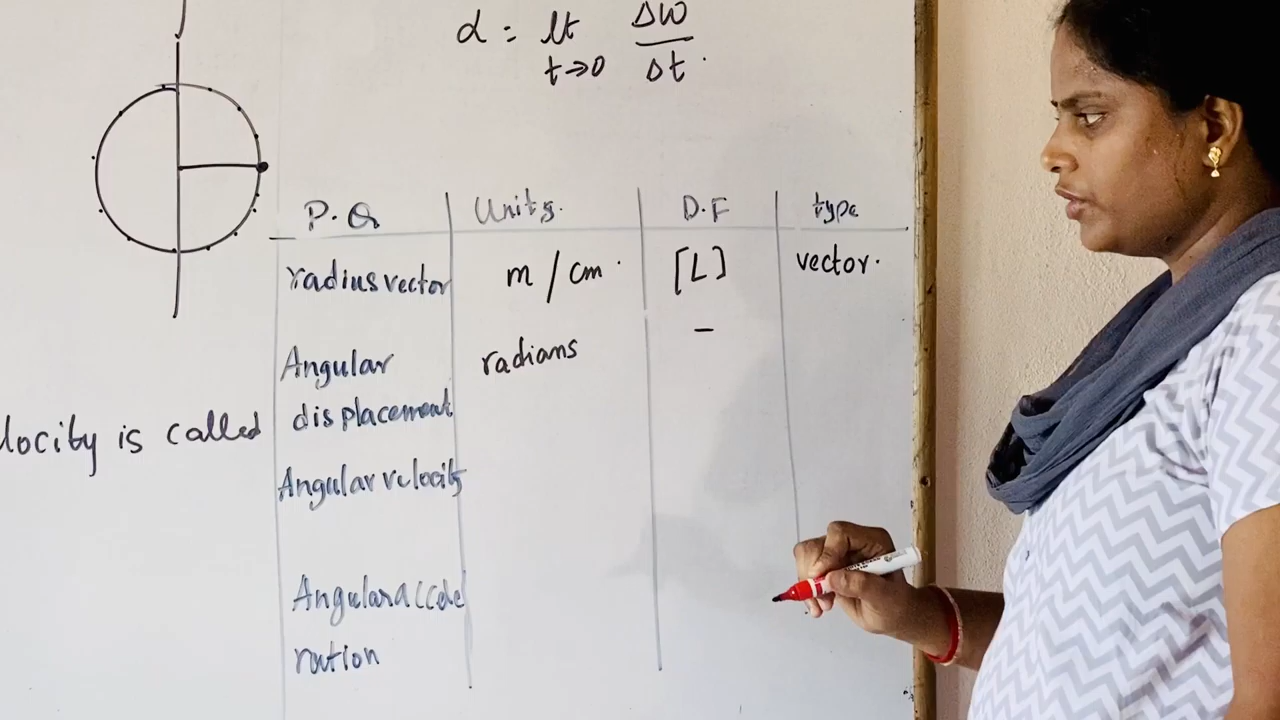 α = lt Δω
t→0 Δt.
P.Q Units. D.F type
radius vector m/cm. [L] vector.
Angular radians –
displacement
locity is called
Angular velocity
Angular accele
ration